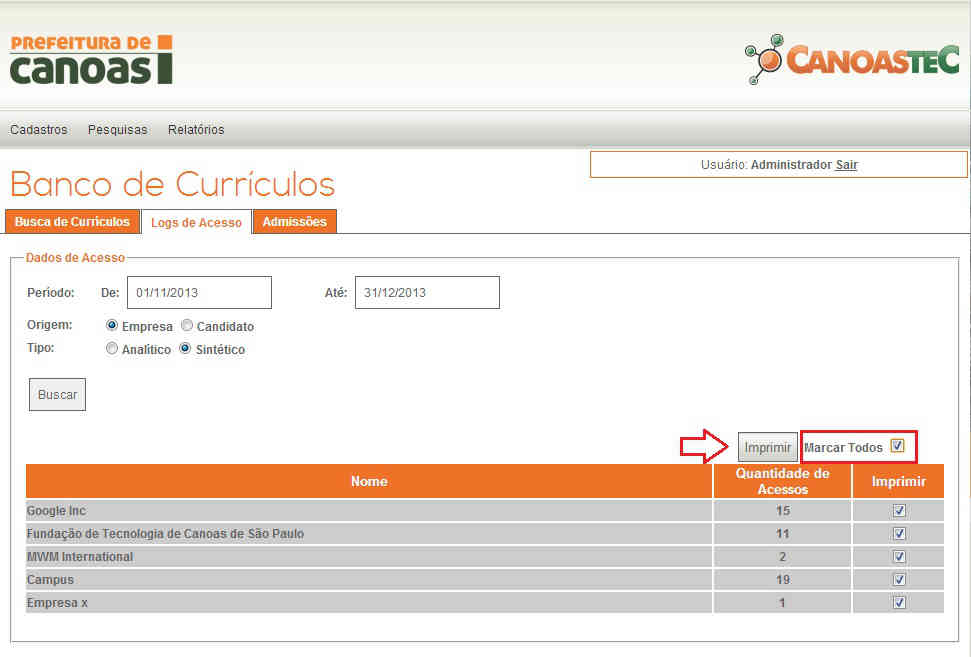 PREFEITURA DE
canoas
CANOASTEC
Cadastros Pesquisas Relatórios
Usuário: Administrador Sair
Banco de Currículos
Busca de Currículos Logs de Acesso Admissões
Dados de Acesso
Período: De: 01/11/2013 Até: 31/12/2013
Origem: Empresa Candidato
Tipo: Analítico Sintético
Buscar
Imprimir Marcar Todos
Nome Quantidade de Acessos Imprimir
Google Inc 15
Fundação de Tecnologia de Canoas de São Paulo 11
MWM International 2
Campus 19
Empresa x 1